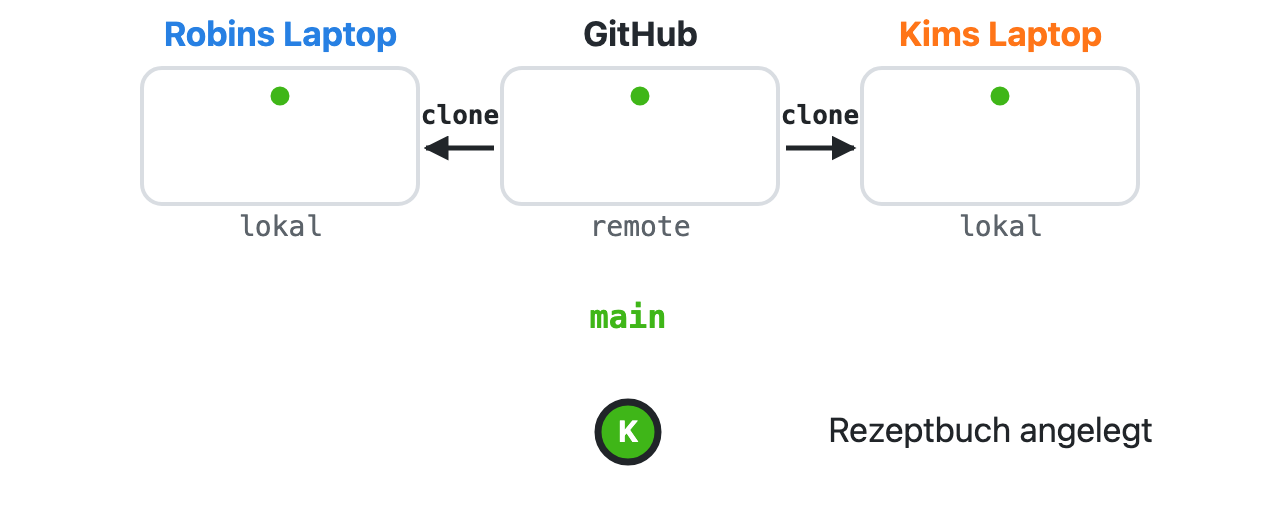 Robins Laptop
GitHub
Kims Laptop
clone
clone
lokal
remote
lokal
main
K
Rezeptbuch angelegt